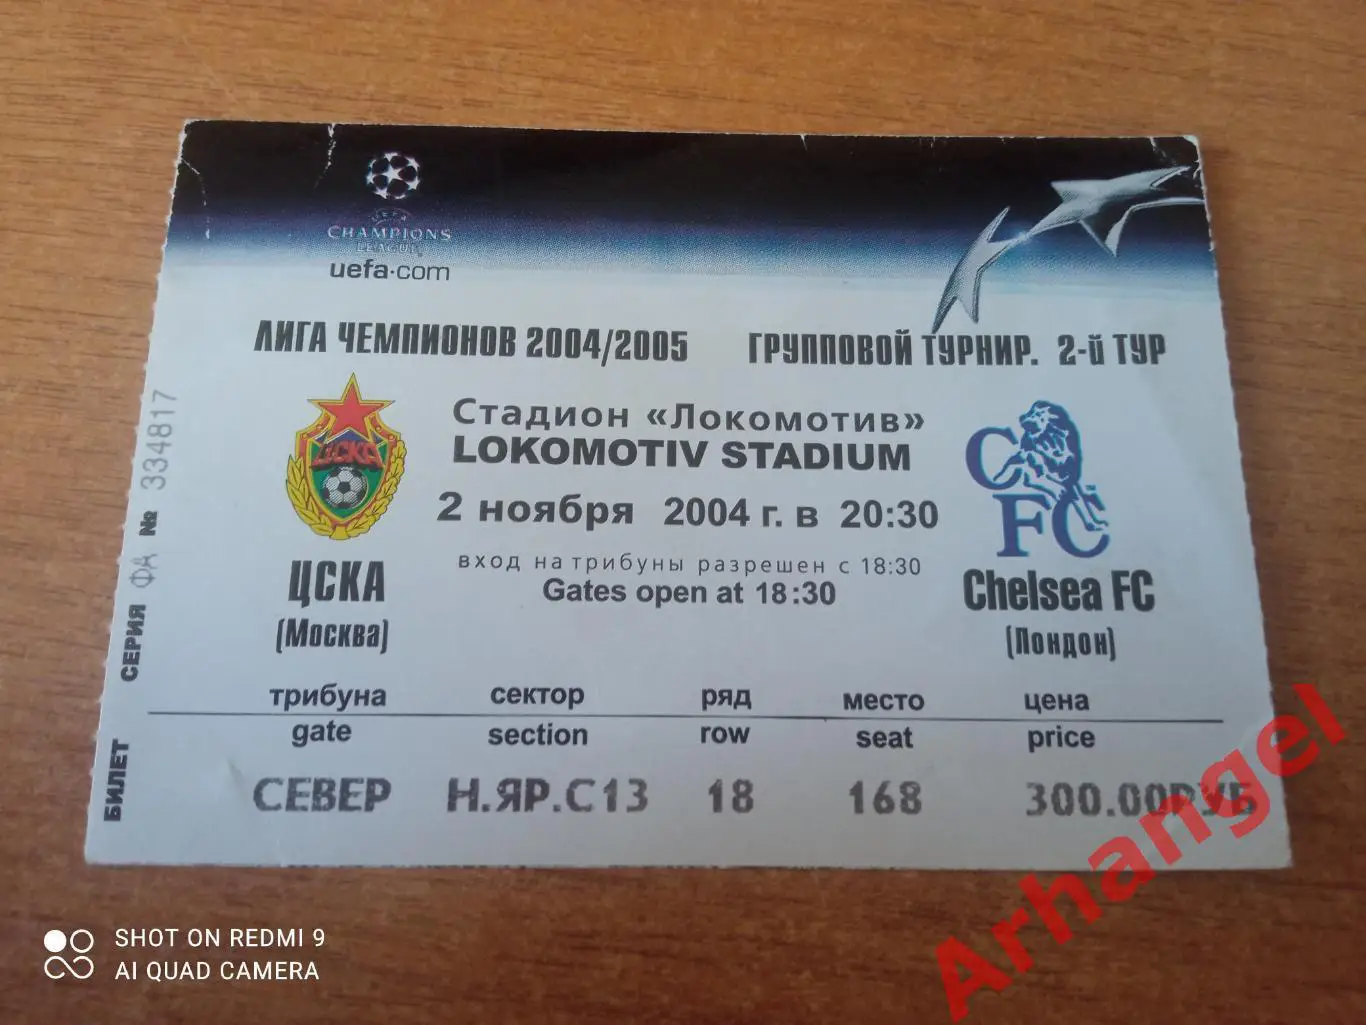 UEFA
CHAMPIONS
LEAGUE
uefa.com
ЛИГА ЧЕМПИОНОВ 2004/2005 ГРУППОВОЙ ТУРНИР. 2-й ТУР
ЦСКА
Стадион «Локомотив»
LOKOMOTIV STADIUM
2 ноября 2004 г. в 20:30
вход на трибуны разрешен с 18:30
Gates open at 18:30
ЦСКА
(Москва)
CFC
Chelsea FC
(Лондон)
трибуна сектор ряд место цена
gate section row seat price
СЕВЕР Н.ЯР.С13 18 168 300.00РУБ
БИЛЕТ СЕРИЯ ФА № 334817
SHOT ON REDMI 9
AI QUAD CAMERA
Arhangel